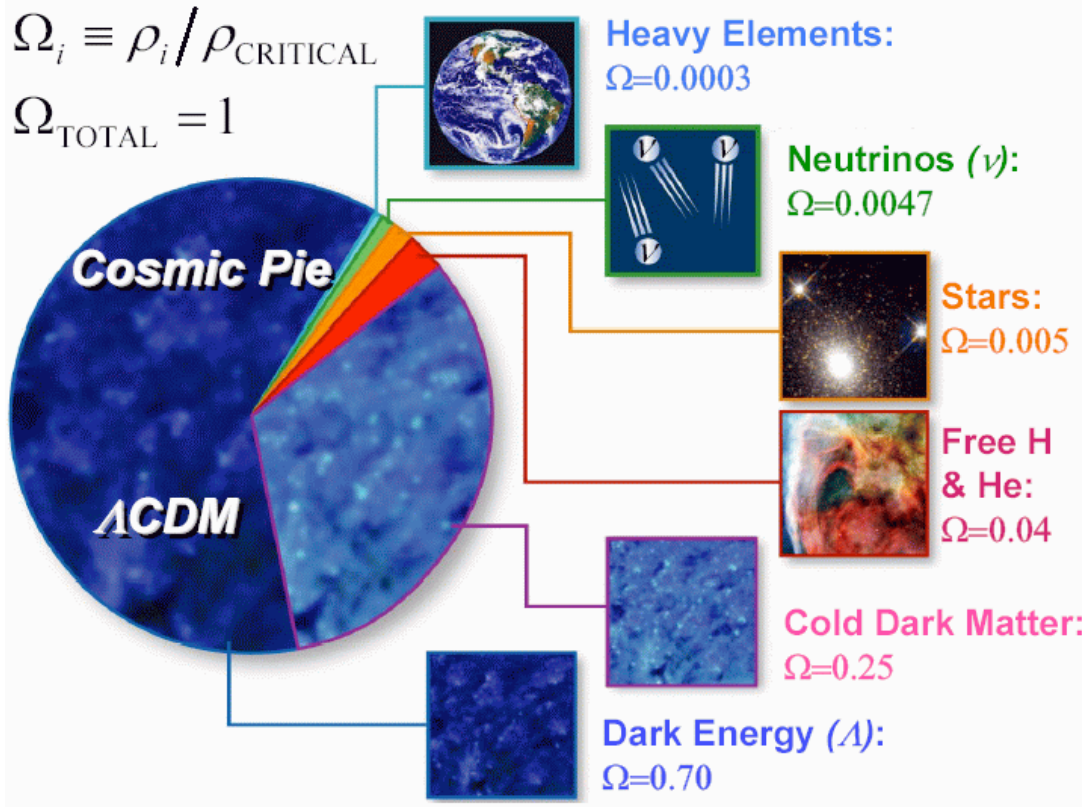 Ωᵢ ≡ ρᵢ/ρCRITICAL
ΩTOTAL = 1
Cosmic Pie
ΛCDM
Heavy Elements:
Ω=0.0003
ν
ν
ν
Neutrinos (ν):
Ω=0.0047
Stars:
Ω=0.005
Free H
& He:
Ω=0.04
Cold Dark Matter:
Ω=0.25
Dark Energy (Λ):
Ω=0.70